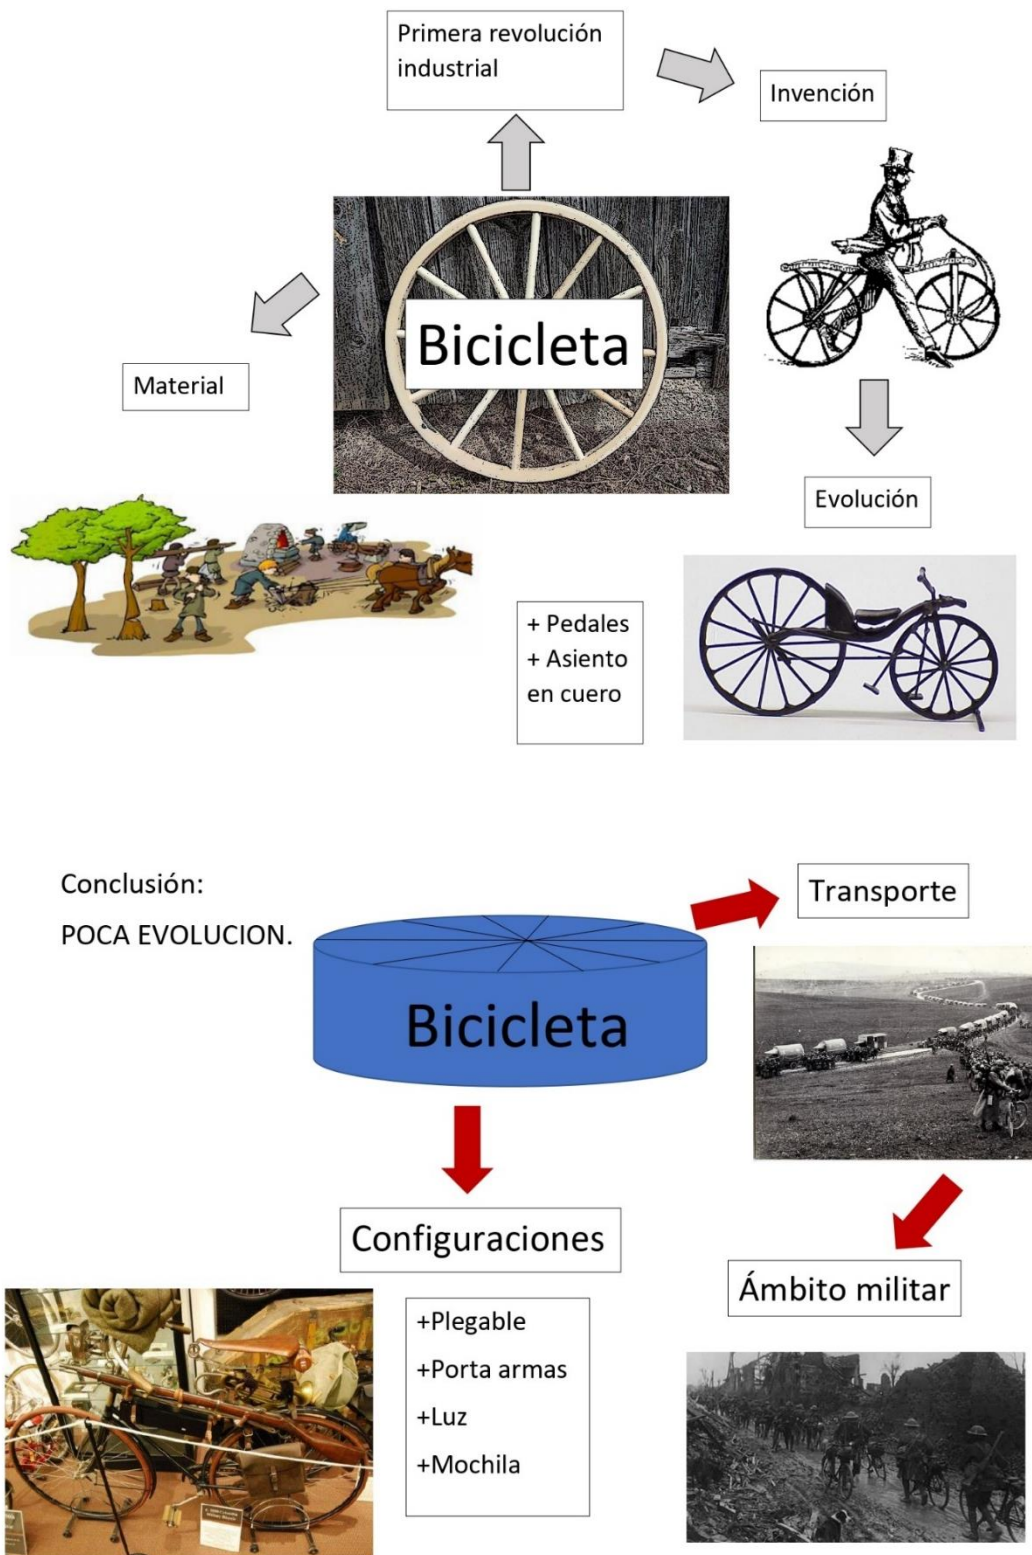 Primera revolución
industrial
Invención
Bicicleta
Material
Evolución
+ Pedales
+ Asiento
en cuero
Conclusión:
POCA EVOLUCION.
Transporte
Bicicleta
Configuraciones
Ámbito militar
+Plegable
+Porta armas
+Luz
+Mochila